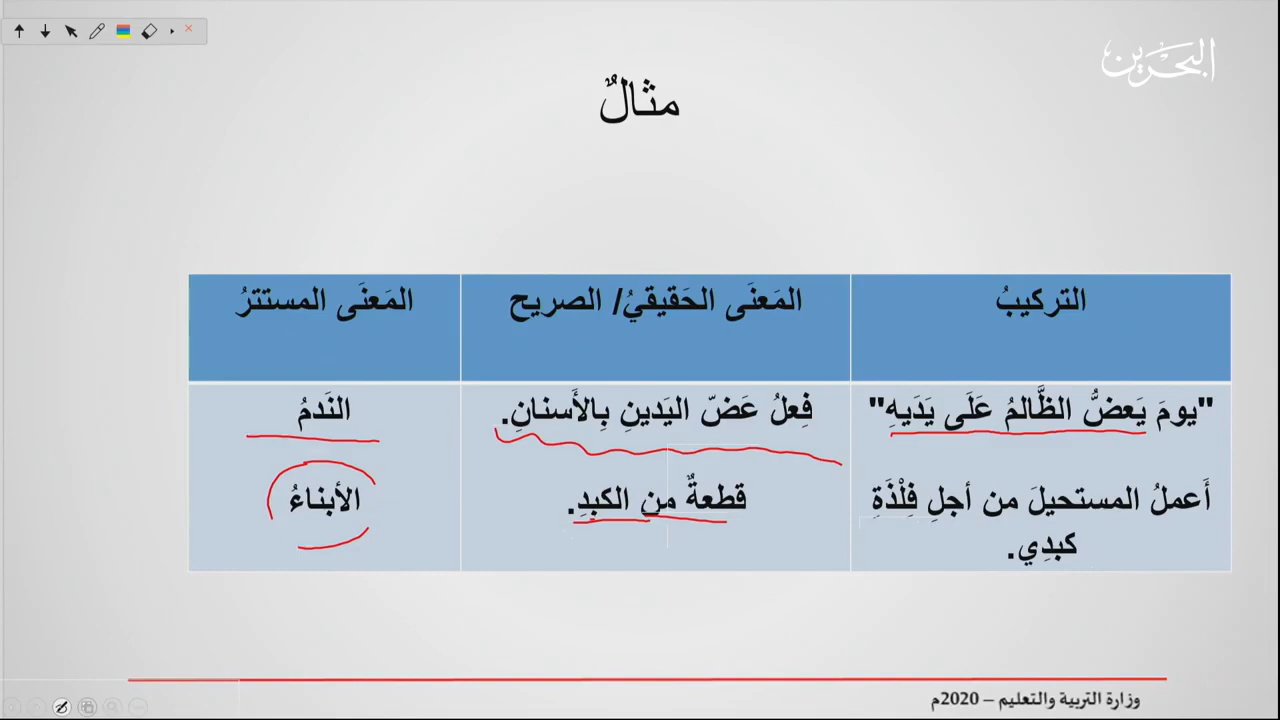 البحرين
مثالٌ
التركيبُ
المَعنَى الحَقيقيُ/ الصريح
المَعنَى المستترُ
"يومَ يَعضُّ الظَّالمُ عَلَى يَدَيهِ"
فِعلُ عَضّ اليَدينِ بِالأَسنانِ.
النَدمُ
أَعملُ المستحيلَ من أجلِ فِلْذَةِ
كبدِي.
قطعةٌ من الكبدِ.
الأبناءُ
وزارة التربية والتعليم – 2020م